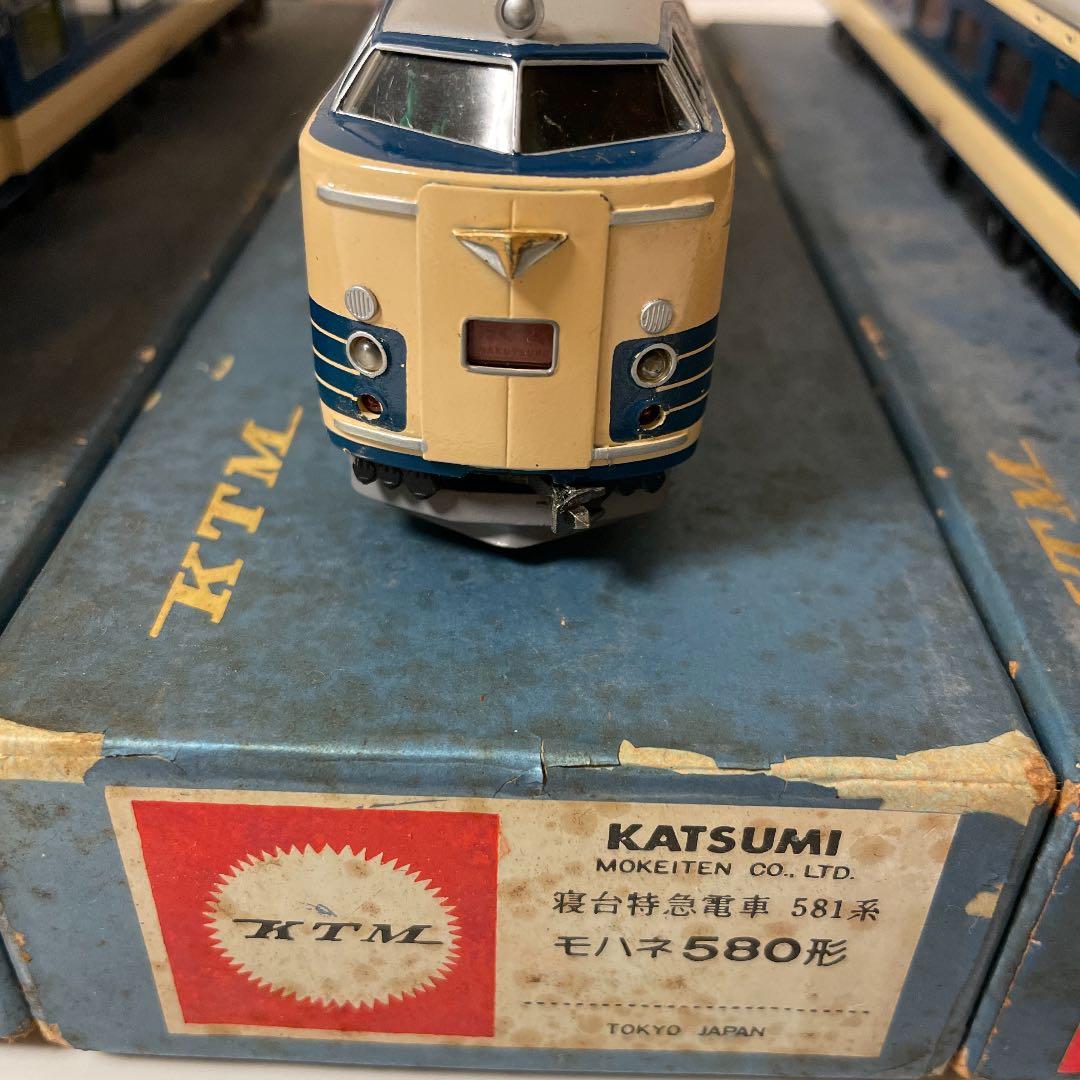 HAKUTSURU
KTM
KTM
KTM
KATSUMI
MOKEITEN CO., LTD.
寝台特急電車 581系
モハネ580形
TOKYO JAPAN